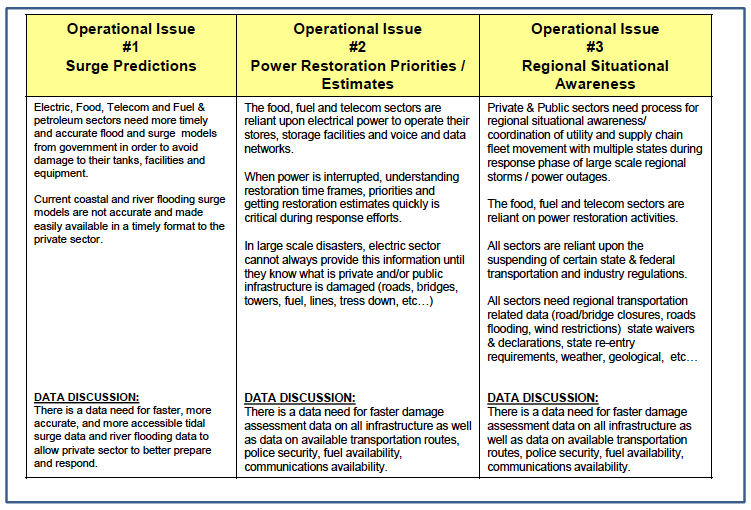 Operational Issue
#1
Surge Predictions
Operational Issue
#2
Power Restoration Priorities /
Estimates
Operational Issue
#3
Regional Situational
Awareness
Electric, Food, Telecom and Fuel &
petroleum sectors need more timely
and accurate flood and surge  models
from government in order to avoid
damage to their tanks, facilities and
equipment.
Current coastal and river flooding surge
models are not accurate and made
easily available in a timely format to the
private sector.
DATA DISCUSSION:
There is a data need for faster, more
accurate, and more accessible tidal
surge data and river flooding data to
allow private sector to better prepare
and respond.
The food, fuel and telecom sectors are
reliant upon electrical power to operate their
stores, storage facilities and voice and data
networks.
When power is interrupted, understanding
restoration time frames, priorities and
getting restoration estimates quickly is
critical during response efforts.
In large scale disasters, electric sector
cannot always provide this information until
they know what is private and/or public
infrastructure is damaged (roads, bridges,
towers, fuel, lines, tress down, etc…)
DATA DISCUSSION:
There is a data need for faster damage
assessment data on all infrastructure as well
as data on available transportation routes,
police security, fuel availability,
communications availability.
Private & Public sectors need process for
regional situational awareness/
coordination of utility and supply chain
fleet movement with multiple states during
response phase of large scale regional
storms / power outages.
The food, fuel and telecom sectors are
reliant on power restoration activities.
All sectors are reliant upon the
suspending of certain state & federal
transportation and industry regulations.
All sectors need regional transportation
related data (road/bridge closures, roads
flooding, wind restrictions)  state waivers
& declarations, state re-entry
requirements, weather, geological,  etc…
DATA DISCUSSION:
There is a data need for faster damage
assessment data on all infrastructure as
well as data on available transportation
routes, police security, fuel availability,
communications availability.